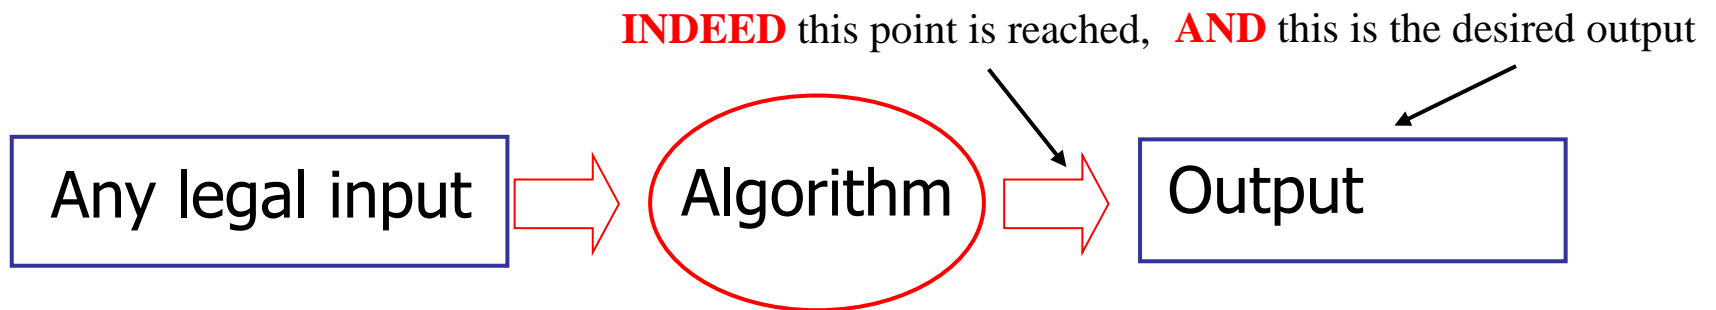 INDEED this point is reached, AND this is the desired output
Any legal input
Algorithm
Output